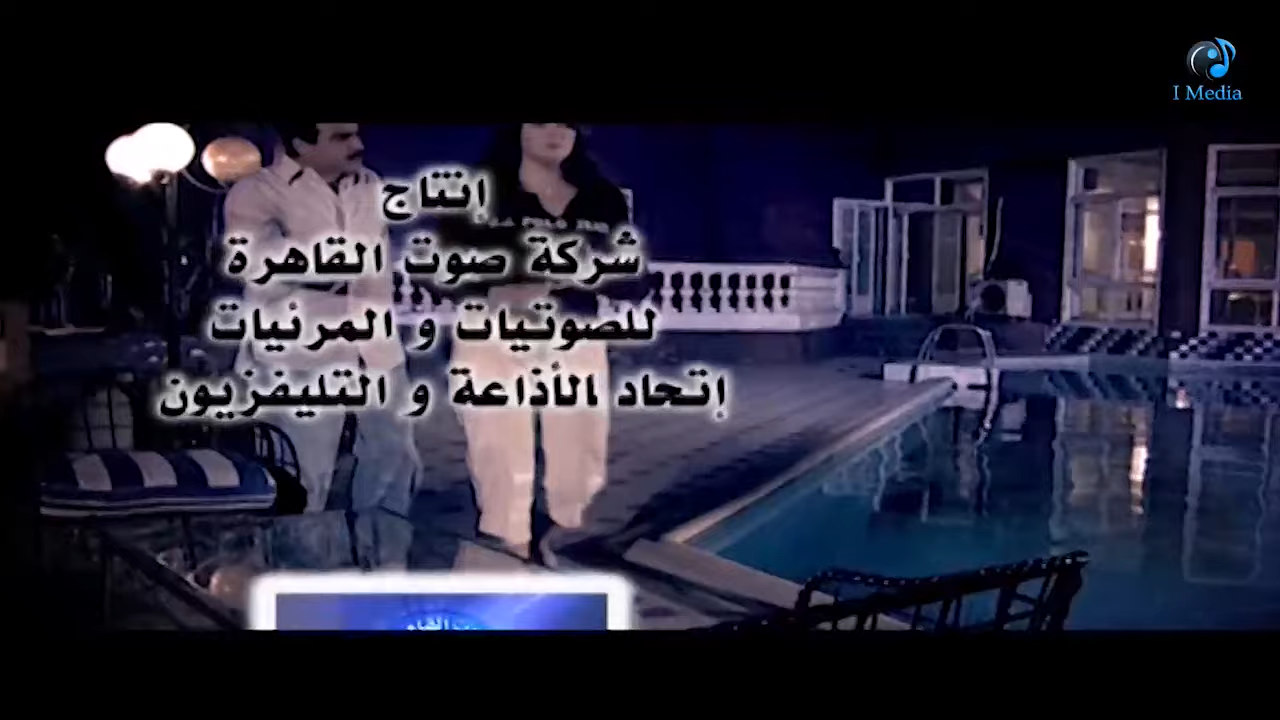 I Media
إنتاج
شركة صوت القاهرة
للصوتيات و المرئيات
إتحاد الأذاعة و التليفزيون